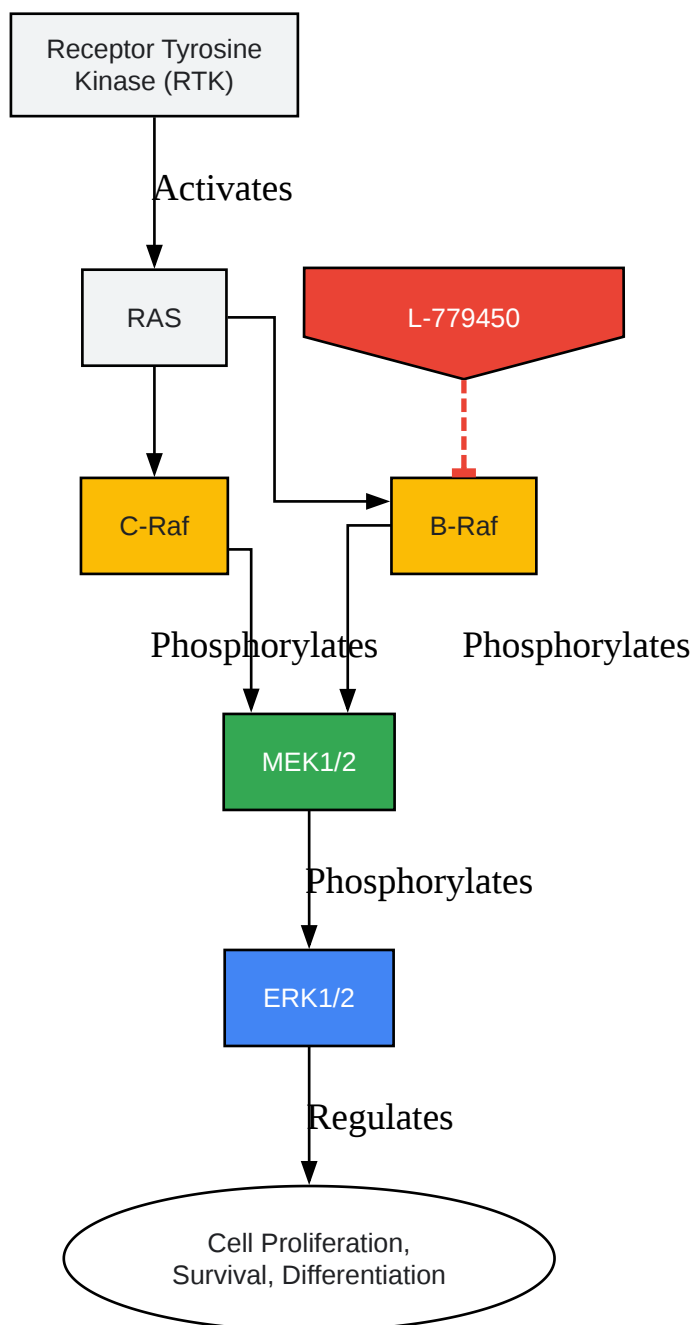 Receptor Tyrosine
Kinase (RTK)
Activates
RAS
L-779450
C-Raf
B-Raf
Phosphorylates
Phosphorylates
MEK1/2
Phosphorylates
ERK1/2
Regulates
Cell Proliferation,
Survival, Differentiation